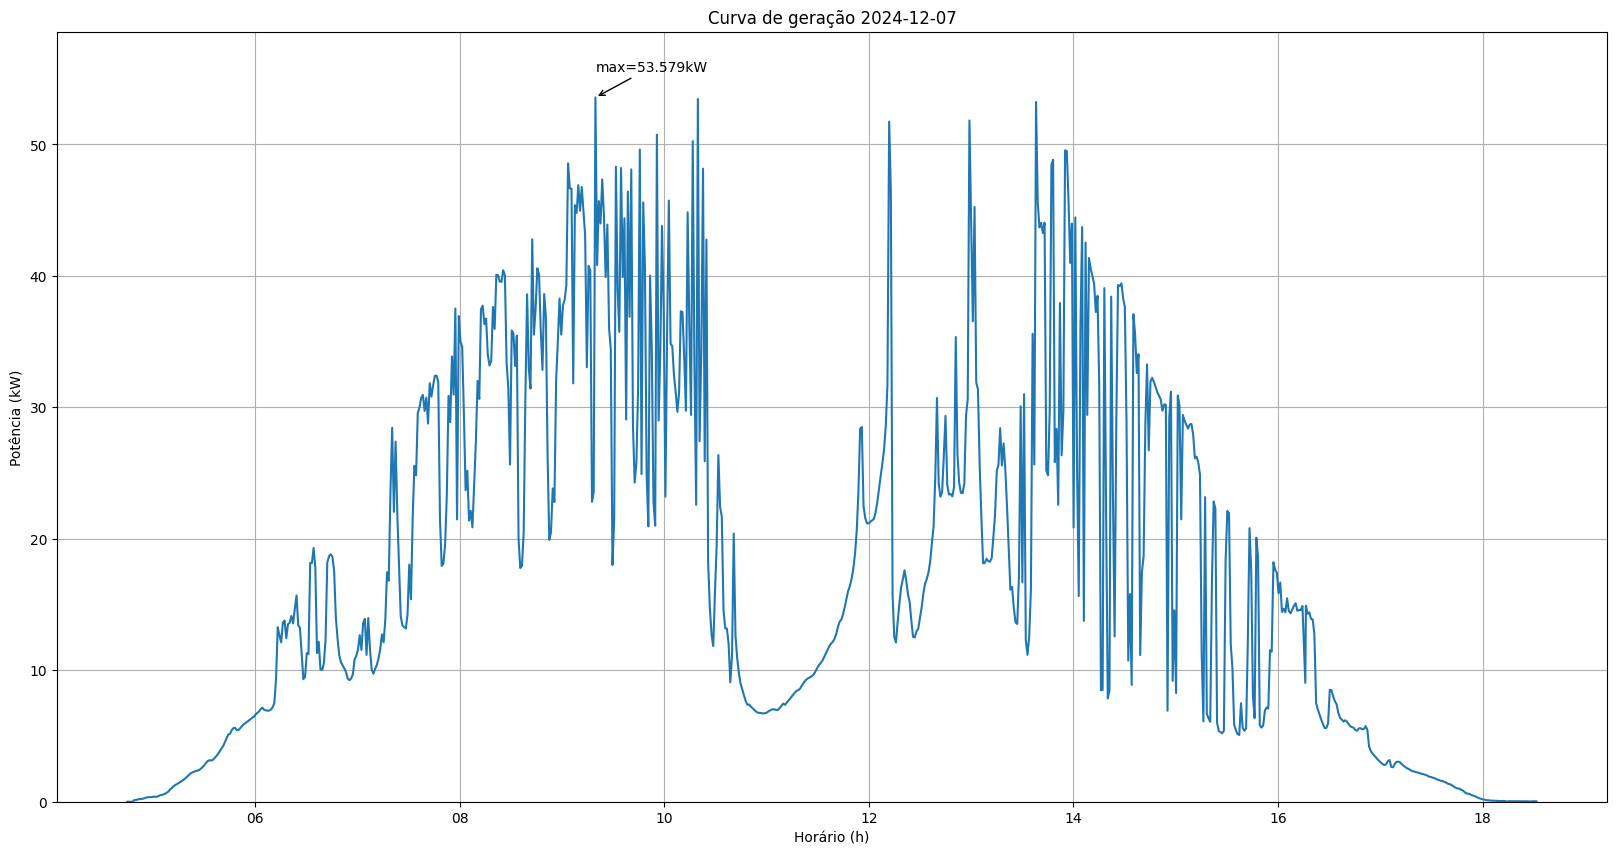 Curva de geração 2024-12-07
max=53.579kW
Potência (kW)
50
40
30
20
10
0
06 08 10 12 14 16 18
Horário (h)